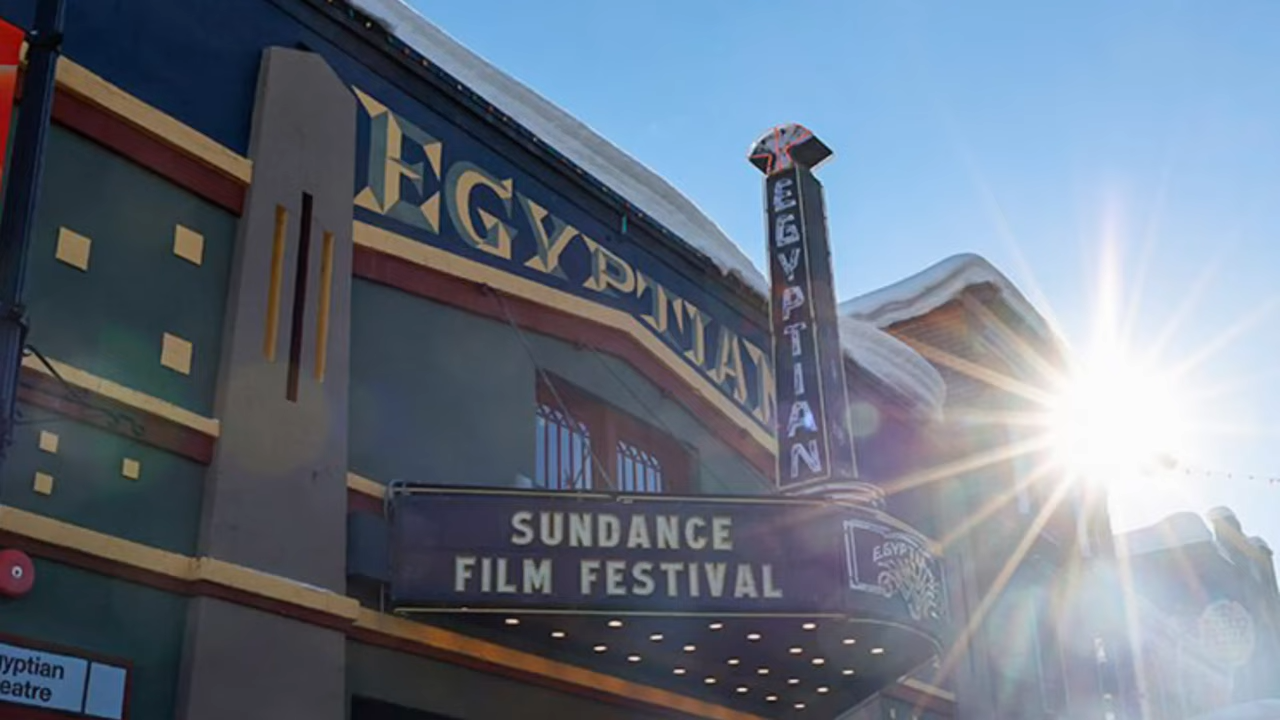 EGYPTIAN
EGYPTIAN
SUNDANCE
FILM FESTIVAL
EGYPTIAN
gyptian
eatre